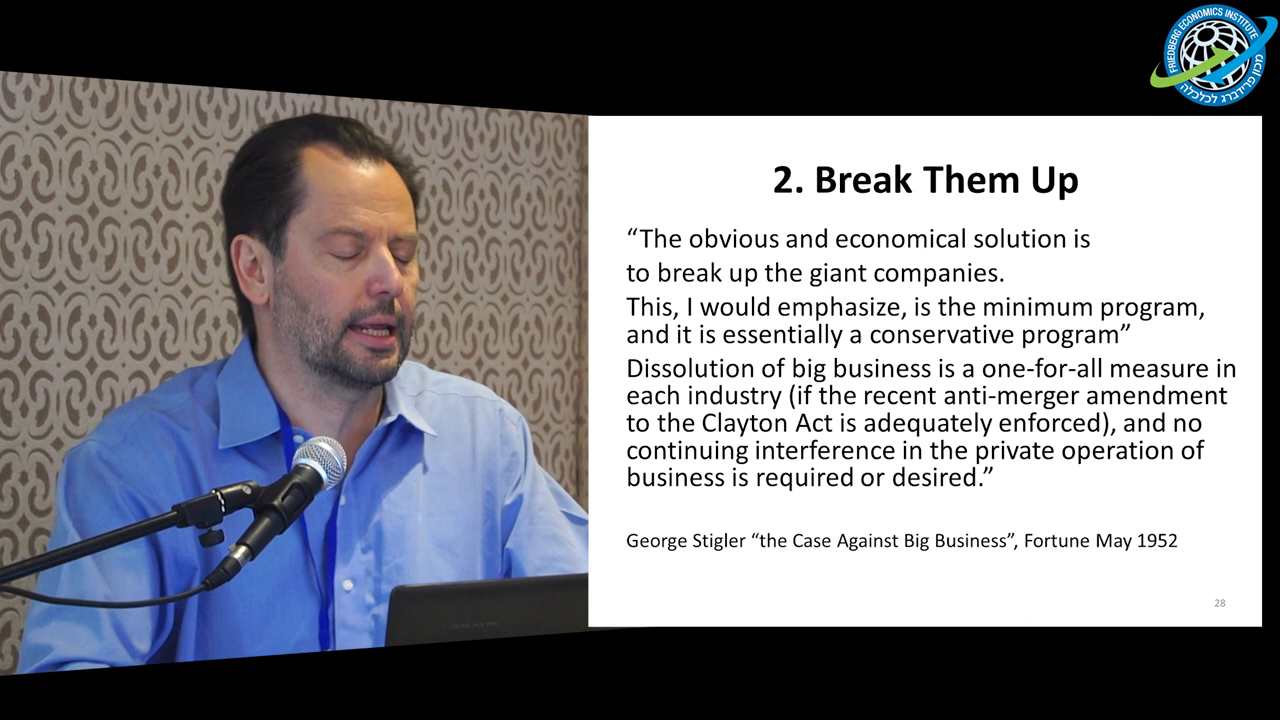 FRIEDBERG ECONOMICS INSTITUTE
מכון פרידברג לכלכלה
2. Break Them Up
“The obvious and economical solution is
to break up the giant companies.
This, I would emphasize, is the minimum program,
and it is essentially a conservative program”
Dissolution of big business is a one-for-all measure in
each industry (if the recent anti-merger amendment
to the Clayton Act is adequately enforced), and no
continuing interference in the private operation of
business is required or desired.”
George Stigler “the Case Against Big Business”, Fortune May 1952
28